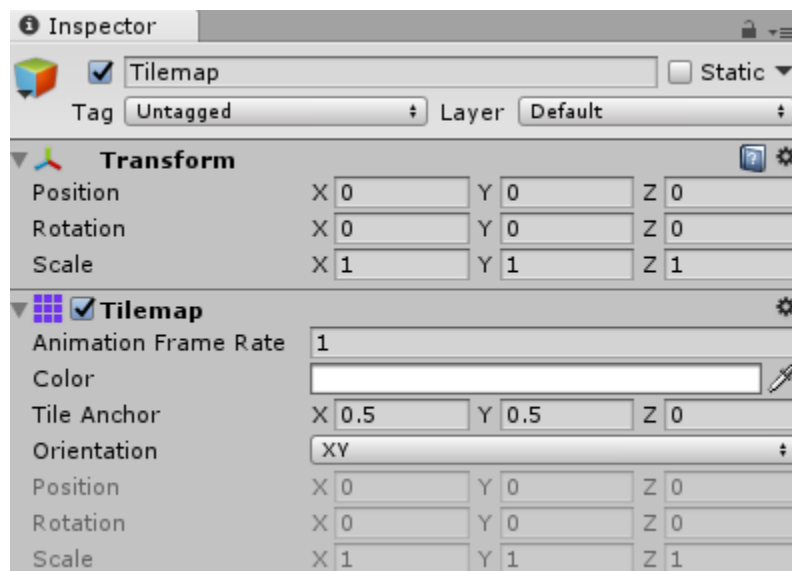 Inspector
Tilemap Static
Tag Untagged Layer Default
Transform
Position X 0 Y 0 Z 0
Rotation X 0 Y 0 Z 0
Scale X 1 Y 1 Z 1
Tilemap
Animation Frame Rate 1
Color
Tile Anchor X 0.5 Y 0.5 Z 0
Orientation XY
Position X 0 Y 0 Z 0
Rotation X 0 Y 0 Z 0
Scale X 1 Y 1 Z 1